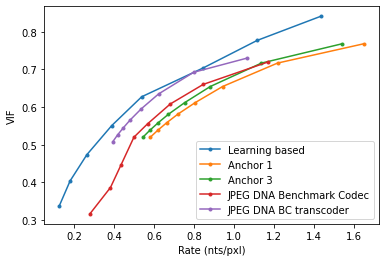 0.8
0.7
0.6
0.5
0.4
0.3
VIF
0.2 0.4 0.6 0.8 1.0 1.2 1.4 1.6
Rate (nts/pxl)
Learning based
Anchor 1
Anchor 3
JPEG DNA Benchmark Codec
JPEG DNA BC transcoder